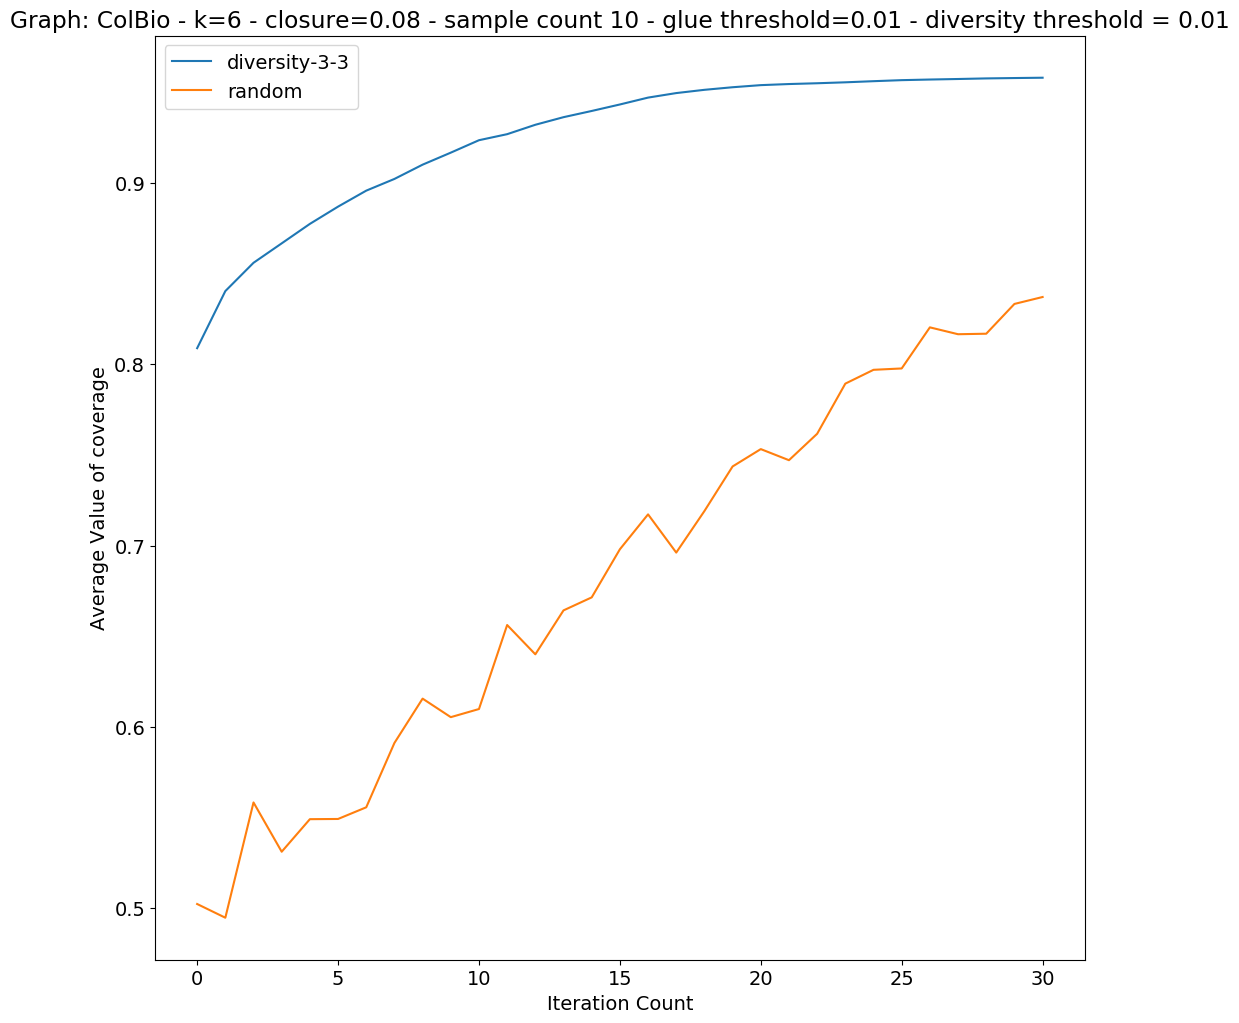 Graph: ColBio - k=6 - closure=0.08 - sample count 10 - glue threshold=0.01 - diversity threshold = 0.01
diversity-3-3
random
0.9
0.8
0.7
0.6
0.5
Average Value of coverage
0 5 10 15 20 25 30
Iteration Count